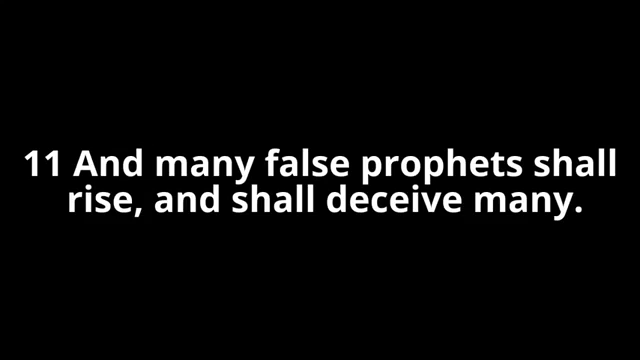 11 And many false prophets shall
rise, and shall deceive many.